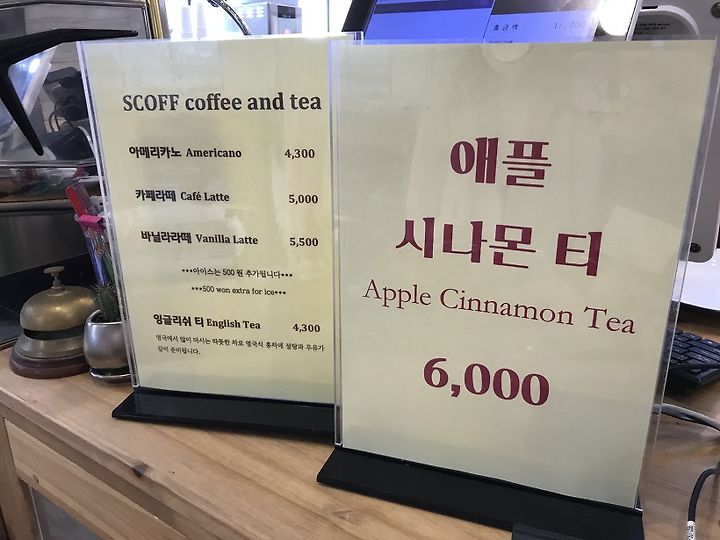 SCOFF coffee and tea
아메리카노 Americano 4,300
카페라떼 Café Latte 5,000
바닐라라떼 Vanilla Latte 5,500
***아이스는 500 원 추가됩니다***
***500 won extra for ice***
잉글리쉬 티 English Tea 4,300
영국에서 많이 마시는 따뜻한 차로 영국식 홍차에 설탕과 우유가
같이 준비됩니다.
애플
시나몬 티
Apple Cinnamon Tea
6,000